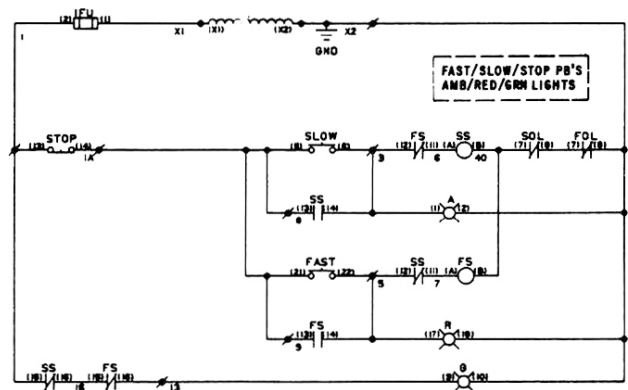 1FU
(2) (1)
1 X1 (X1) (X2) X2
GND
FAST/SLOW/STOP PB'S
AMB/RED/GRN LIGHTS
STOP SLOW FS SS SOL FOL
(13) (14) (5) (6) (12) (11) (A) (B) (7) (8) (7) (8)
1A 3 6 40
SS A
(13) (14) (1) (2)
8
FAST SS FS
(21) (22) (12) (11) (A) (B)
5 7
FS R
(13) (14) (17) (18)
9
SS FS G
(15) (16) (15) (16) (9) (10)
16 15